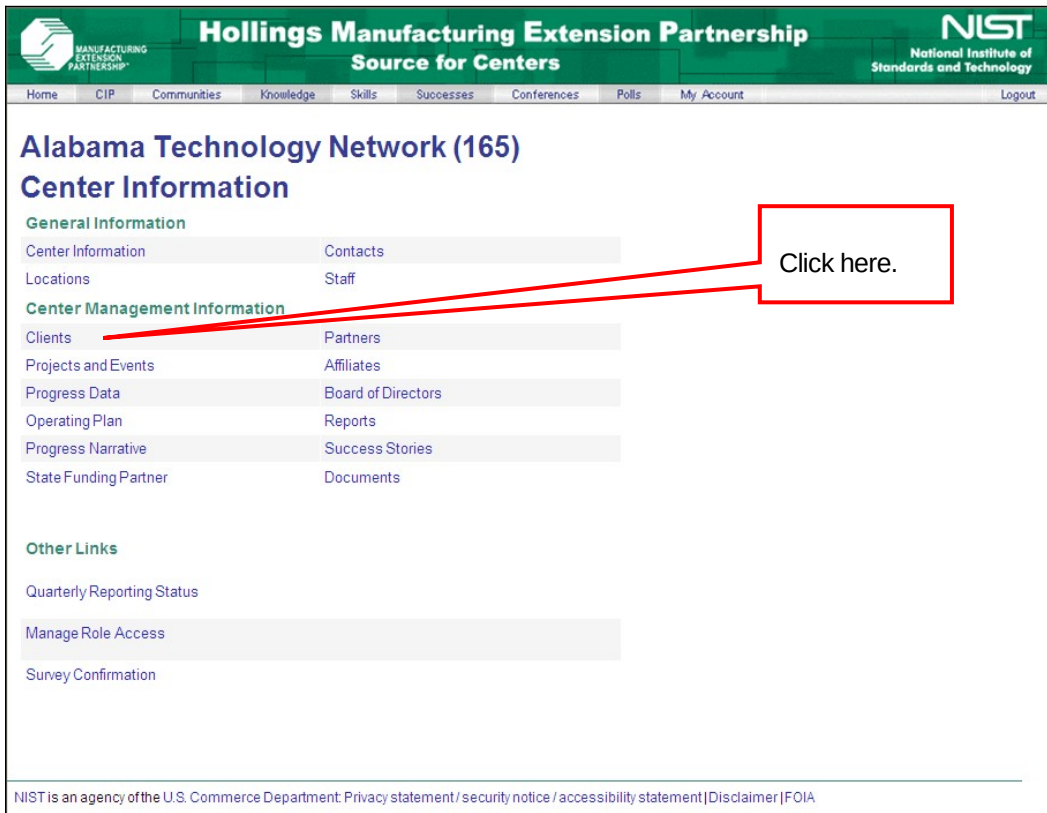 MANUFACTURING
EXTENSION
PARTNERSHIP™
Hollings Manufacturing Extension Partnership
Source for Centers
NIST
National Institute of
Standards and Technology
Home CIP Communities Knowledge Skills Successes Conferences Polls My Account Logout
Alabama Technology Network (165)
Center Information
General Information
Center Information Contacts
Locations Staff
Click here.
Center Management Information
Clients Partners
Projects and Events Affiliates
Progress Data Board of Directors
Operating Plan Reports
Progress Narrative Success Stories
State Funding Partner Documents
Other Links
Quarterly Reporting Status
Manage Role Access
Survey Confirmation
NIST is an agency of the U.S. Commerce Department: Privacy statement / security notice / accessibility statement | Disclaimer | FOIA